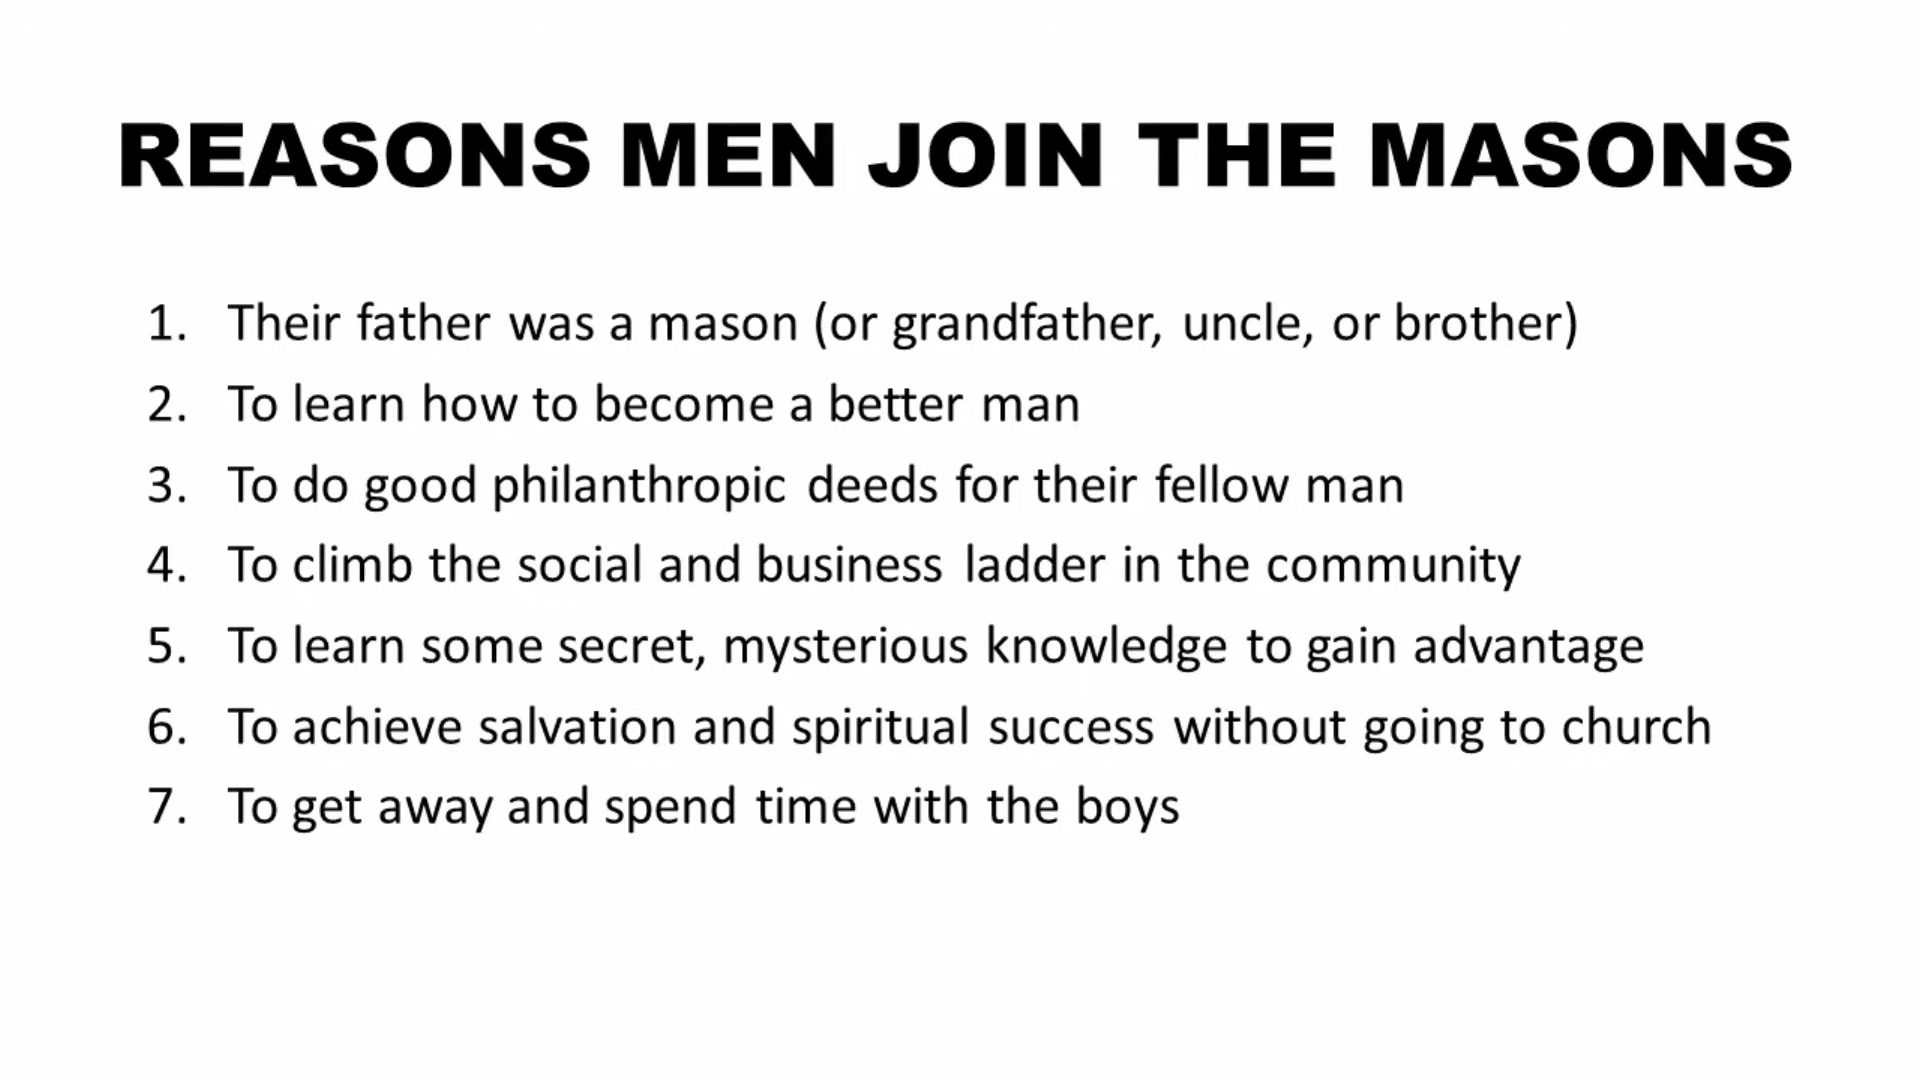 REASONS MEN JOIN THE MASONS
1. Their father was a mason (or grandfather, uncle, or brother)
2. To learn how to become a better man
3. To do good philanthropic deeds for their fellow man
4. To climb the social and business ladder in the community
5. To learn some secret, mysterious knowledge to gain advantage
6. To achieve salvation and spiritual success without going to church
7. To get away and spend time with the boys